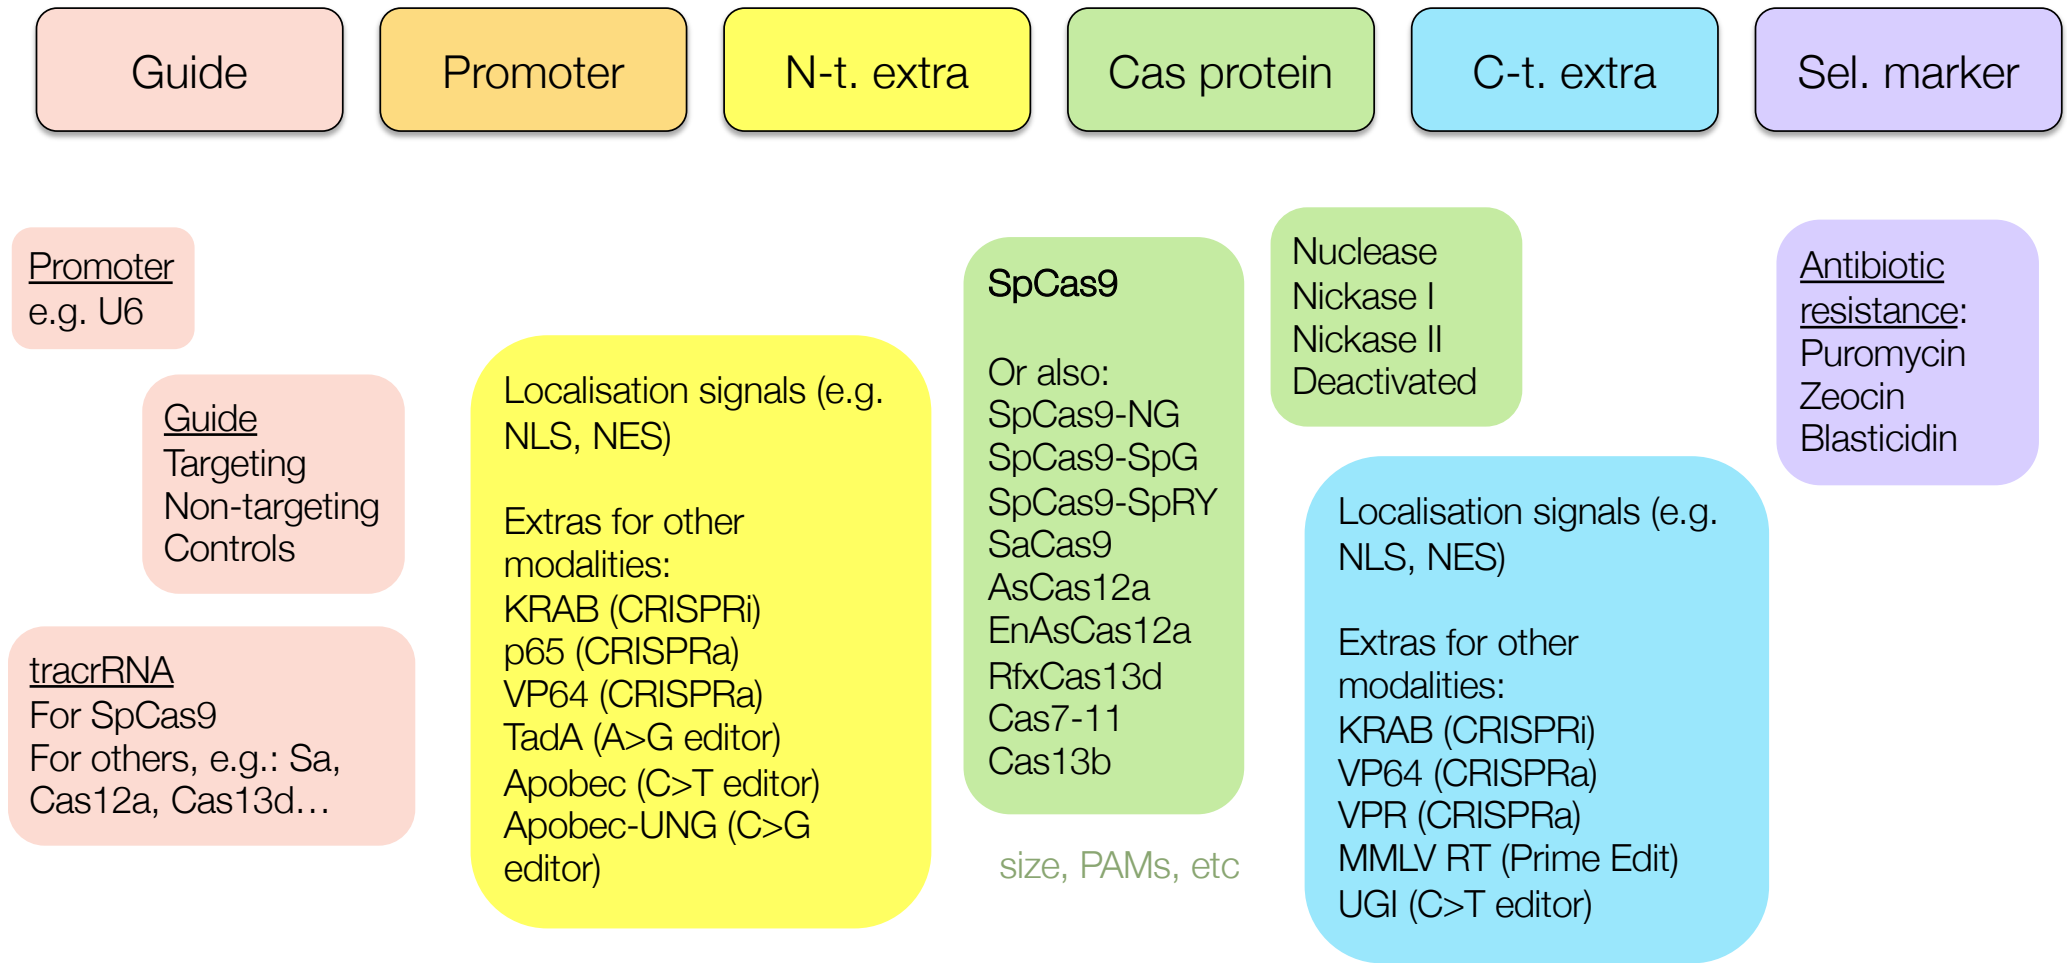 Guide
Promoter
N-t. extra
Cas protein
C-t. extra
Sel. marker
Promoter
e.g. U6
Guide
Targeting
Non-targeting
Controls
tracrRNA
For SpCas9
For others, e.g.: Sa,
Cas12a, Cas13d…
Localisation signals (e.g.
NLS, NES)
Extras for other
modalities:
KRAB (CRISPRi)
p65 (CRISPRa)
VP64 (CRISPRa)
TadA (A>G editor)
Apobec (C>T editor)
Apobec-UNG (C>G
editor)
SpCas9
Or also:
SpCas9-NG
SpCas9-SpG
SpCas9-SpRY
SaCas9
AsCas12a
EnAsCas12a
RfxCas13d
Cas7-11
Cas13b
size, PAMs, etc
Nuclease
Nickase I
Nickase II
Deactivated
Localisation signals (e.g.
NLS, NES)
Extras for other
modalities:
KRAB (CRISPRi)
VP64 (CRISPRa)
VPR (CRISPRa)
MMLV RT (Prime Edit)
UGI (C>T editor)
Antibiotic
resistance:
Puromycin
Zeocin
Blasticidin